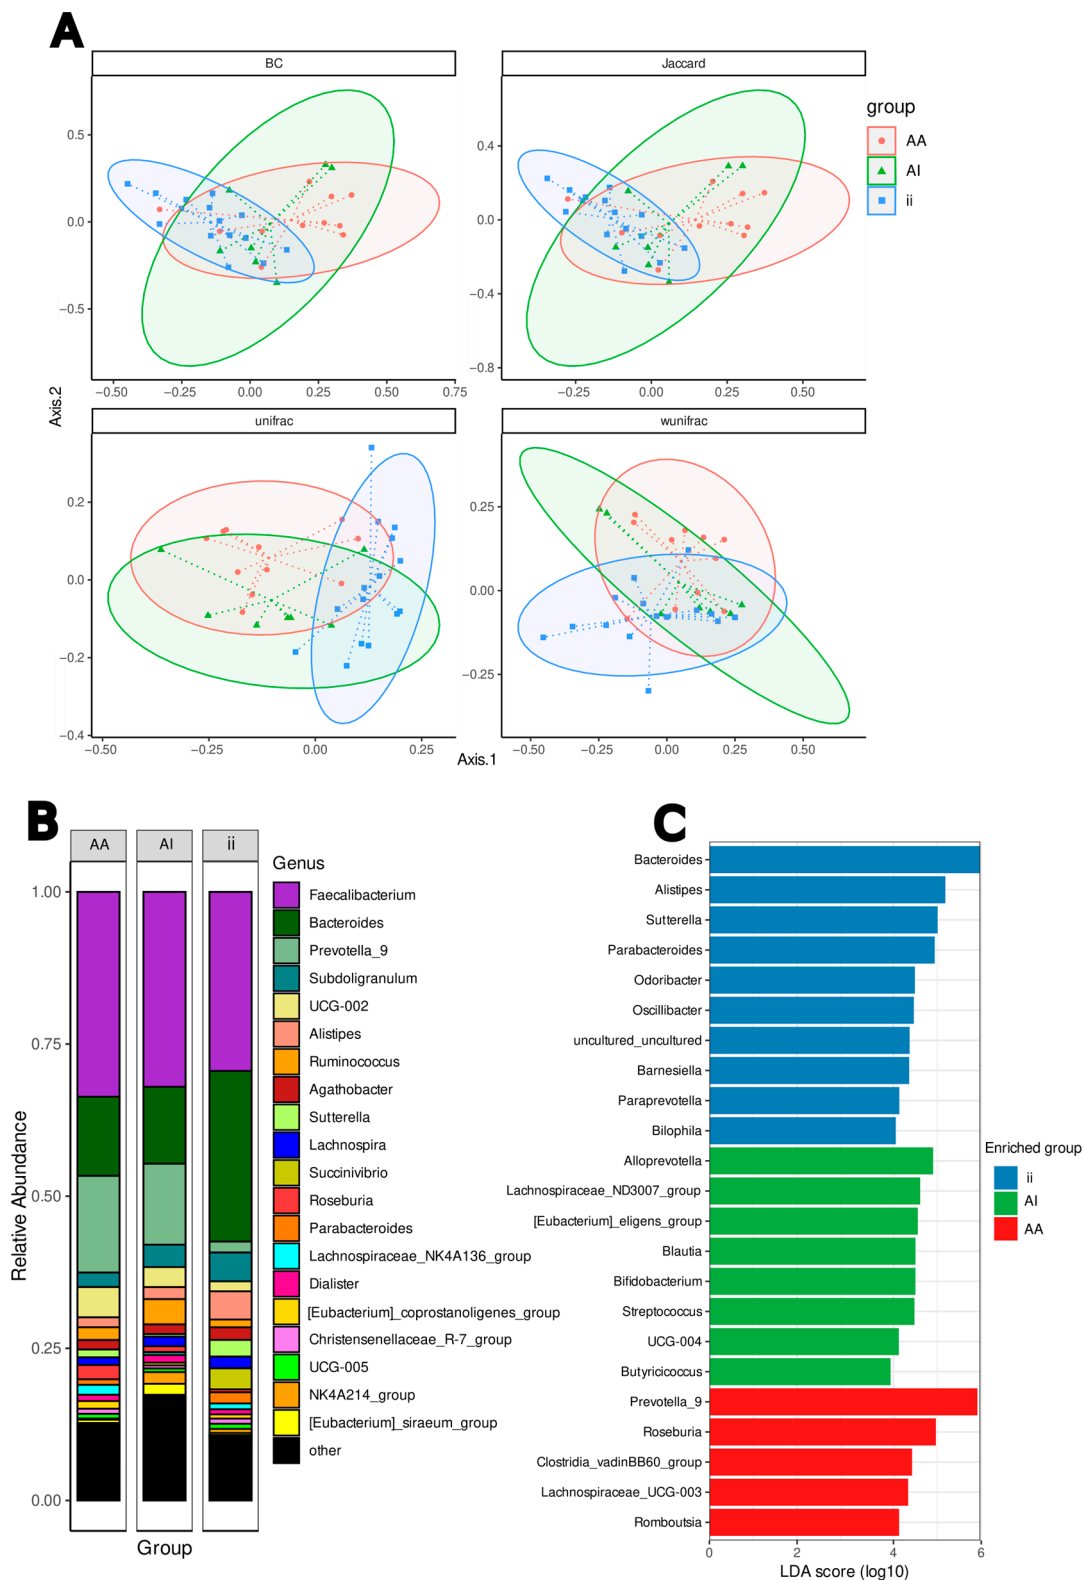 A
BC
Jaccard
0.5
0.0
−0.5
0.4
0.0
−0.4
−0.8
−0.50
−0.25
0.00
0.25
0.50
0.75
−0.25
0.00
0.25
0.50
group
AA
AI
ii
Axis.2
unifrac
wunifrac
0.2
0.0
−0.2
−0.4
0.25
0.00
−0.25
−0.50
−0.25
0.00
0.25
−0.50
−0.25
0.00
0.25
0.50
Axis.1
B
AA
AI
ii
Relative Abundance
1.00
0.75
0.50
0.25
0.00
Group
Genus
Faecalibacterium
Bacteroides
Prevotella_9
Subdoligranulum
UCG-002
Alistipes
Ruminococcus
Agathobacter
Sutterella
Lachnospira
Succinivibrio
Roseburia
Parabacteroides
Lachnospiraceae_NK4A136_group
Dialister
[Eubacterium]_coprostanoligenes_group
Christensenellaceae_R-7_group
UCG-005
NK4A214_group
[Eubacterium]_siraeum_group
other
C
Bacteroides
Alistipes
Sutterella
Parabacteroides
Odoribacter
Oscillibacter
uncultured_uncultured
Barnesiella
Paraprevotella
Bilophila
Alloprevotella
Lachnospiraceae_ND3007_group
[Eubacterium]_eligens_group
Blautia
Bifidobacterium
Streptococcus
UCG-004
Butyricicoccus
Prevotella_9
Roseburia
Clostridia_vadinBB60_group
Lachnospiraceae_UCG-003
Romboutsia
0
2
4
6
LDA score (log10)
Enriched group
ii
AI
AA